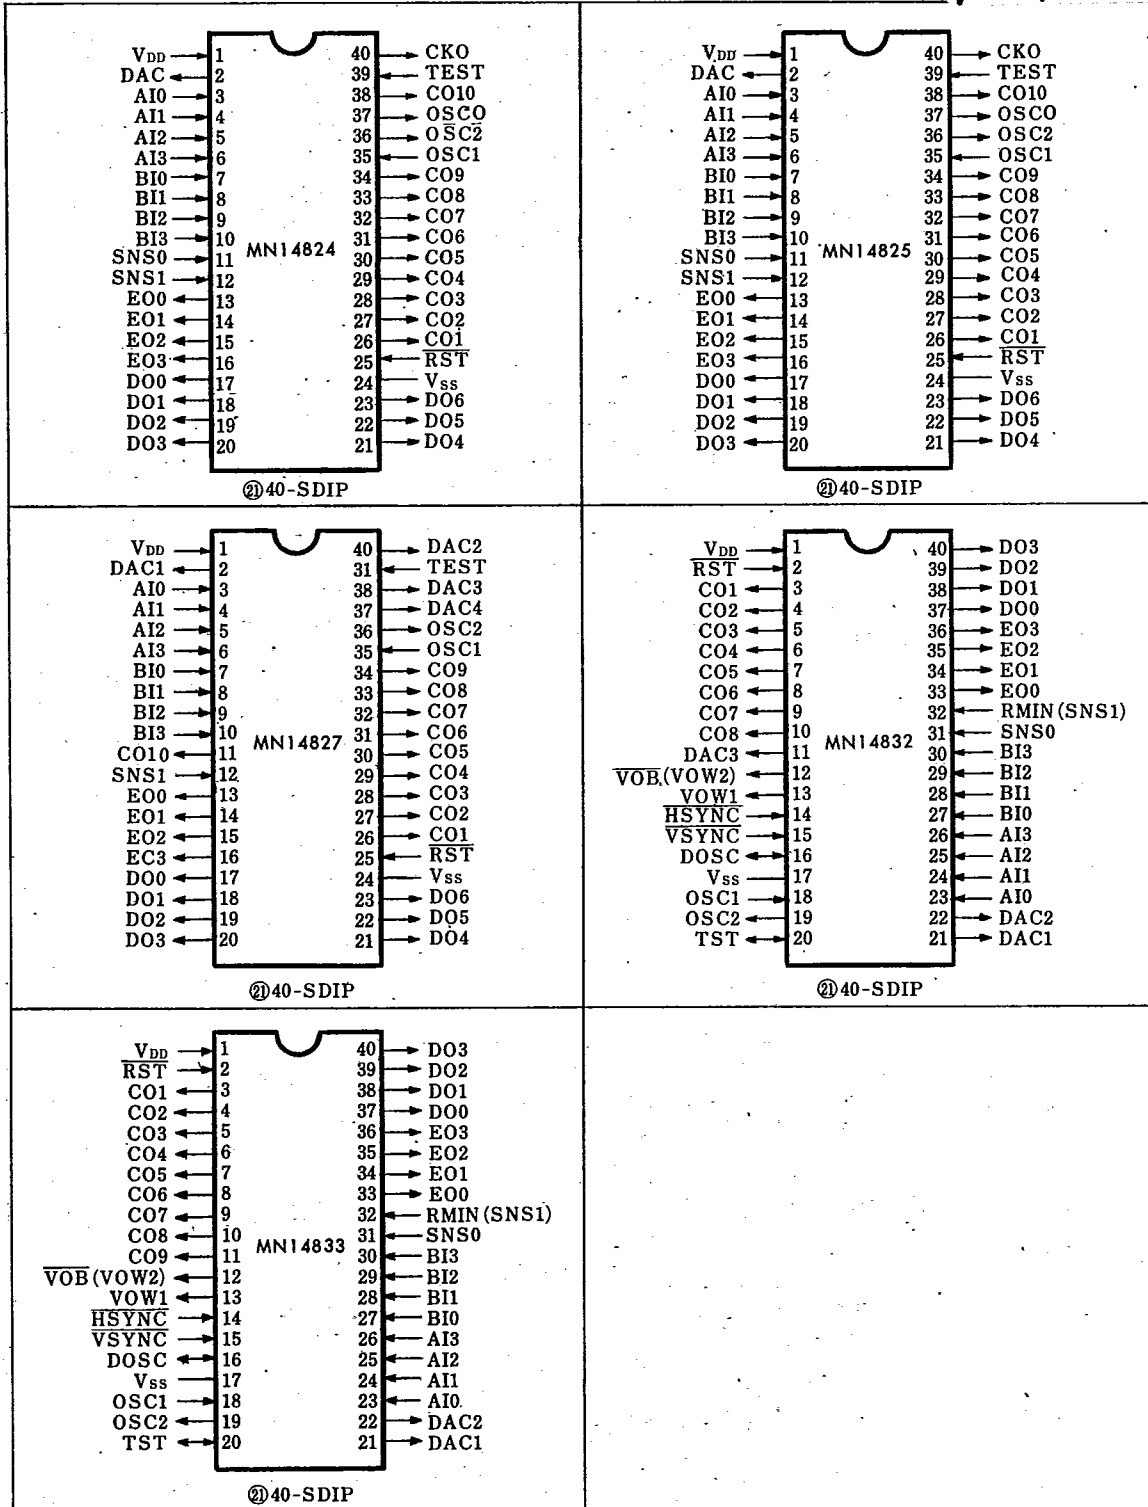 VDD 1 40 CKO
DAC 2 39 TEST
AI0 3 38 CO10
AI1 4 37 OSCO
AI2 5 36 OSC2
AI3 6 35 OSC1
BI0 7 34 CO9
BI1 8 33 CO8
BI2 9 32 CO7
BI3 10 MN14824 31 CO6
SNS0 11 30 CO5
SNS1 12 29 CO4
EO0 13 28 CO3
EO1 14 27 CO2
EO2 15 26 CO1
EO3 16 25 RST
DO0 17 24 Vss
DO1 18 23 DO6
DO2 19 22 DO5
DO3 20 21 DO4
㉑40-SDIP
VDD 1 40 CKO
DAC 2 39 TEST
AI0 3 38 CO10
AI1 4 37 OSCO
AI2 5 36 OSC2
AI3 6 35 OSC1
BI0 7 34 CO9
BI1 8 33 CO8
BI2 9 32 CO7
BI3 10 MN14825 31 CO6
SNS0 11 30 CO5
SNS1 12 29 CO4
EO0 13 28 CO3
EO1 14 27 CO2
EO2 15 26 CO1
EO3 16 25 RST
DO0 17 24 Vss
DO1 18 23 DO6
DO2 19 22 DO5
DO3 20 21 DO4
㉑40-SDIP
VDD 1 40 DAC2
DAC1 2 31 TEST
AI0 3 38 DAC3
AI1 4 37 DAC4
AI2 5 36 OSC2
AI3 6 35 OSC1
BI0 7 34 CO9
BI1 8 33 CO8
BI2 9 32 CO7
BI3 10 MN14827 31 CO6
CO10 11 30 CO5
SNS1 12 29 CO4
EO0 13 28 CO3
EO1 14 27 CO2
EO2 15 26 CO1
EC3 16 25 RST
DO0 17 24 Vss
DO1 18 23 DO6
DO2 19 22 DO5
DO3 20 21 DO4
㉑40-SDIP
VDD 1 40 DO3
RST 2 39 DO2
CO1 3 38 DO1
CO2 4 37 DO0
CO3 5 36 EO3
CO4 6 35 EO2
CO5 7 34 EO1
CO6 8 33 EO0
CO7 9 32 RMIN(SNS1)
CO8 10 MN14832 31 SNS0
DAC3 11 30 BI3
VOB(VOW2) 12 29 BI2
VOW1 13 28 BI1
HSYNC 14 27 BI0
VSYNC 15 26 AI3
DOSC 16 25 AI2
Vss 17 24 AI1
OSC1 18 23 AI0
OSC2 19 22 DAC2
TST 20 21 DAC1
㉑40-SDIP
VDD 1 40 DO3
RST 2 39 DO2
CO1 3 38 DO1
CO2 4 37 DO0
CO3 5 36 EO3
CO4 6 35 EO2
CO5 7 34 EO1
CO6 8 33 EO0
CO7 9 32 RMIN(SNS1)
CO8 10 MN14833 31 SNS0
CO9 11 30 BI3
VOB(VOW2) 12 29 BI2
VOW1 13 28 BI1
HSYNC 14 27 BI0
VSYNC 15 26 AI3
DOSC 16 25 AI2
Vss 17 24 AI1
OSC1 18 23 AI0
OSC2 19 22 DAC2
TST 20 21 DAC1
㉑40-SDIP